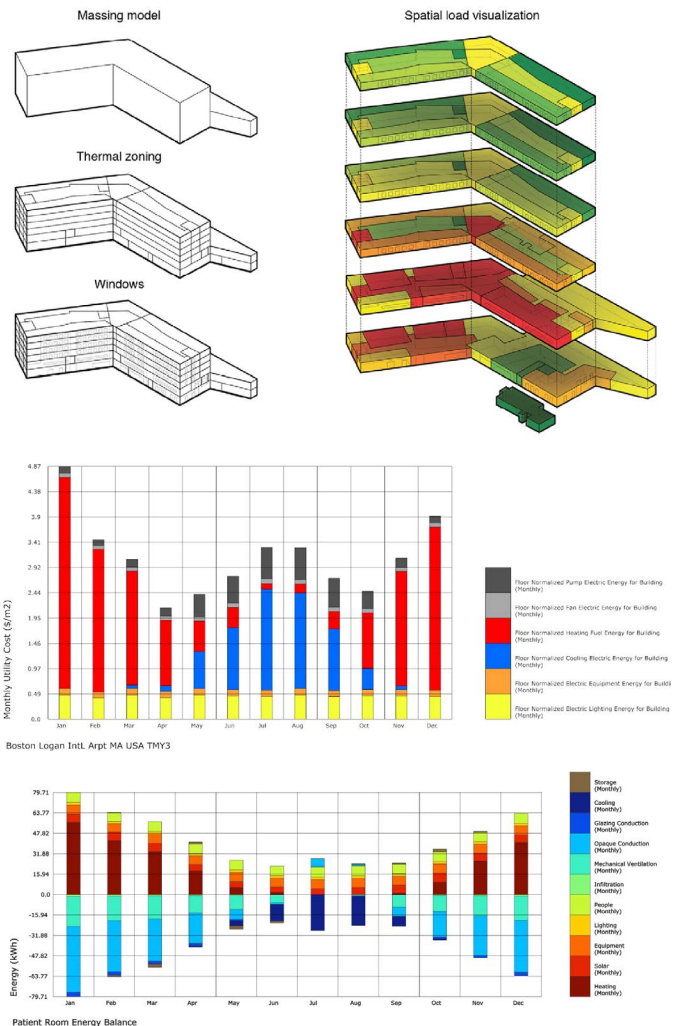 Massing model
Spatial load visualization
Thermal zoning
Windows
4.87
4.38
3.9
3.41
2.92
2.44
1.95
1.46
0.97
0.49
0.0
Monthly Utility Cost ($/m2)
Jan Feb Mar Apr May Jun Jul Aug Sep Oct Nov Dec
Floor Normalized Pump Electric Energy for Building
(Monthly)
Floor Normalized Fan Electric Energy for Building
(Monthly)
Floor Normalized Heating Fuel Energy for Building
(Monthly)
Floor Normalized Cooling Electric Energy for Building
(Monthly)
Floor Normalized Electric Equipment Energy for Buildi
(Monthly)
Floor Normalized Electric Lighting Energy for Building
(Monthly)
Boston Logan IntL Arpt MA USA TMY3
79.71
63.77
47.82
31.88
15.94
0.0
-15.94
-31.88
-47.82
-63.77
-79.71
Energy (kWh)
Jan Feb Mar Apr May Jun Jul Aug Sep Oct Nov Dec
Storage
(Monthly)
Cooling
(Monthly)
Glazing Conduction
(Monthly)
Opaque Conduction
(Monthly)
Mechanical Ventilation
(Monthly)
Infiltration
(Monthly)
People
(Monthly)
Lighting
(Monthly)
Equipment
(Monthly)
Solar
(Monthly)
Heating
(Monthly)
Patient Room Energy Balance